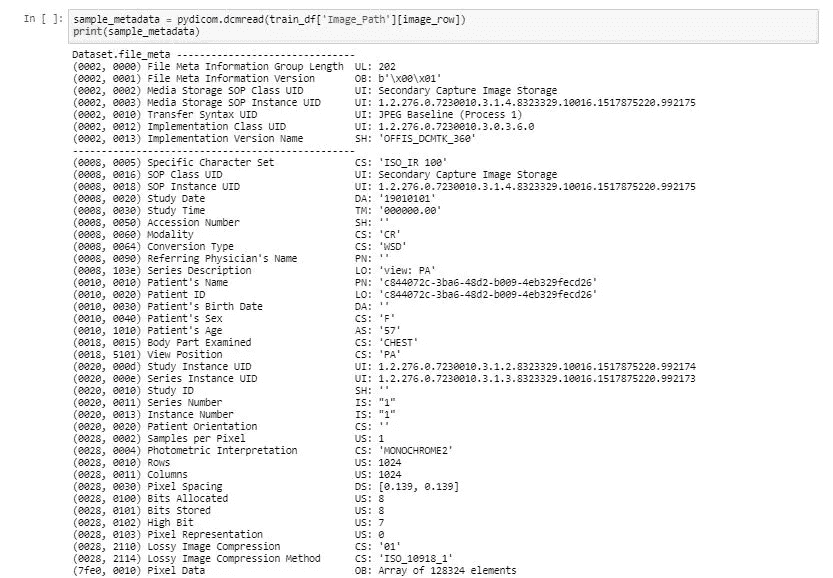 In [ ]: sample_metadata = pydicom.dcmread(train_df['Image_Path'][image_row])
print(sample_metadata)
Dataset.file_meta -------------------------------
(0002, 0000) File Meta Information Group Length  UL: 202
(0002, 0001) File Meta Information Version       OB: b'\x00\x01'
(0002, 0002) Media Storage SOP Class UID         UI: Secondary Capture Image Storage
(0002, 0003) Media Storage SOP Instance UID      UI: 1.2.276.0.7230010.3.1.4.8323329.10016.1517875220.992175
(0002, 0010) Transfer Syntax UID                 UI: JPEG Baseline (Process 1)
(0002, 0012) Implementation Class UID            UI: 1.2.276.0.7230010.3.0.3.6.0
(0002, 0013) Implementation Version Name         SH: 'OFFIS_DCMTK_360'
-------------------------------------------------
(0008, 0005) Specific Character Set              CS: 'ISO_IR 100'
(0008, 0016) SOP Class UID                       UI: Secondary Capture Image Storage
(0008, 0018) SOP Instance UID                    UI: 1.2.276.0.7230010.3.1.4.8323329.10016.1517875220.992175
(0008, 0020) Study Date                          DA: '19010101'
(0008, 0030) Study Time                          TM: '000000.00'
(0008, 0050) Accession Number                    SH: ''
(0008, 0060) Modality                            CS: 'CR'
(0008, 0064) Conversion Type                     CS: 'WSD'
(0008, 0090) Referring Physician's Name          PN: ''
(0008, 103e) Series Description                  LO: 'view: PA'
(0010, 0010) Patient's Name                      PN: 'c844072c-3ba6-48d2-b009-4eb329fecd26'
(0010, 0020) Patient ID                          LO: 'c844072c-3ba6-48d2-b009-4eb329fecd26'
(0010, 0030) Patient's Birth Date                DA: ''
(0010, 0040) Patient's Sex                       CS: 'F'
(0010, 1010) Patient's Age                       AS: '57'
(0018, 0015) Body Part Examined                  CS: 'CHEST'
(0018, 5101) View Position                       CS: 'PA'
(0020, 000d) Study Instance UID                  UI: 1.2.276.0.7230010.3.1.2.8323329.10016.1517875220.992174
(0020, 000e) Series Instance UID                 UI: 1.2.276.0.7230010.3.1.3.8323329.10016.1517875220.992173
(0020, 0010) Study ID                            SH: ''
(0020, 0011) Series Number                       IS: "1"
(0020, 0013) Instance Number                     IS: "1"
(0020, 0020) Patient Orientation                 CS: ''
(0028, 0002) Samples per Pixel                   US: 1
(0028, 0004) Photometric Interpretation          CS: 'MONOCHROME2'
(0028, 0010) Rows                                US: 1024
(0028, 0011) Columns                             US: 1024
(0028, 0030) Pixel Spacing                       DS: [0.139, 0.139]
(0028, 0100) Bits Allocated                      US: 8
(0028, 0101) Bits Stored                         US: 8
(0028, 0102) High Bit                            US: 7
(0028, 0103) Pixel Representation                US: 0
(0028, 2110) Lossy Image Compression             CS: '01'
(0028, 2114) Lossy Image Compression Method      CS: 'ISO_10918_1'
(7fe0, 0010) Pixel Data                          OB: Array of 128324 elements